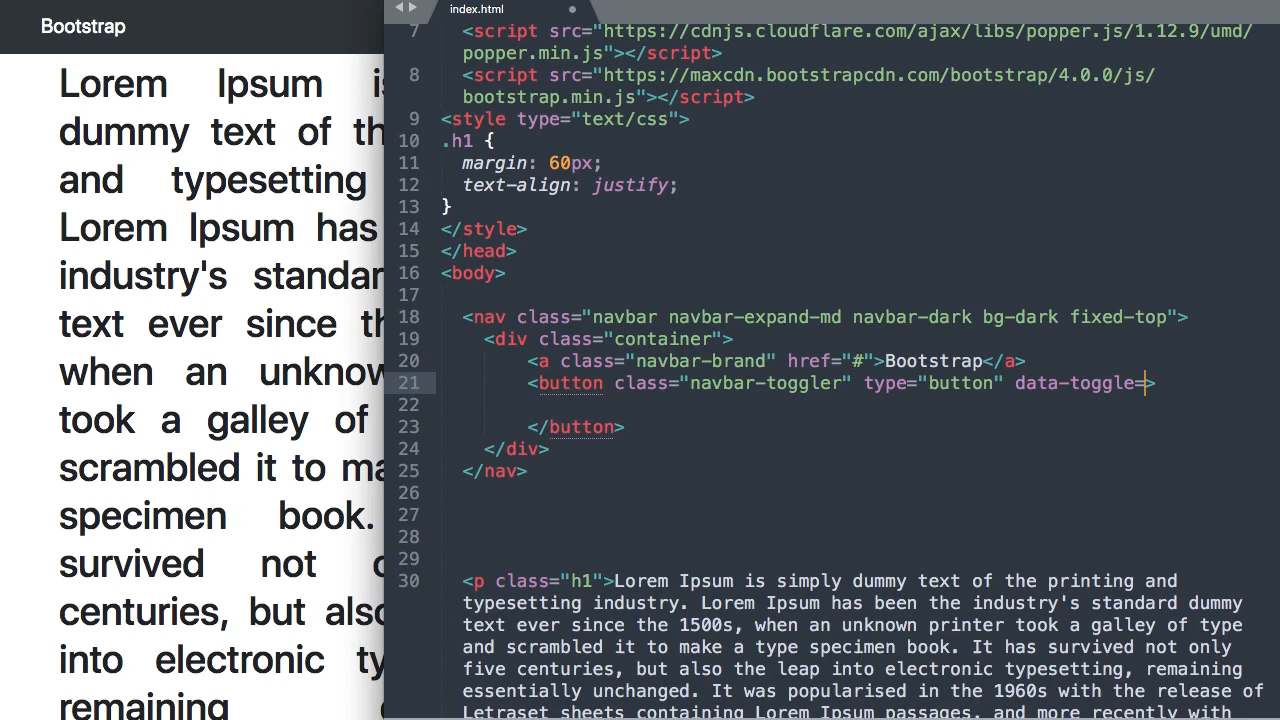 Bootstrap
Lorem Ipsum is
dummy text of th
and typesetting
Lorem Ipsum has
industry's standar
text ever since th
when an unknow
took a galley of
scrambled it to ma
specimen book.
survived not o
centuries, but also
into electronic ty
remaining
index.html
7 <script src="https://cdnjs.cloudflare.com/ajax/libs/popper.js/1.12.9/umd/
popper.min.js"></script>
8 <script src="https://maxcdn.bootstrapcdn.com/bootstrap/4.0.0/js/
bootstrap.min.js"></script>
9 <style type="text/css">
10 .h1 {
11 margin: 60px;
12 text-align: justify;
13 }
14 </style>
15 </head>
16 <body>
17
18 <nav class="navbar navbar-expand-md navbar-dark bg-dark fixed-top">
19 <div class="container">
20 <a class="navbar-brand" href="#">Bootstrap</a>
21 <button class="navbar-toggler" type="button" data-toggle=>
22
23 </button>
24 </div>
25 </nav>
26
27
28
29
30 <p class="h1">Lorem Ipsum is simply dummy text of the printing and
typesetting industry. Lorem Ipsum has been the industry's standard dummy
text ever since the 1500s, when an unknown printer took a galley of type
and scrambled it to make a type specimen book. It has survived not only
five centuries, but also the leap into electronic typesetting, remaining
essentially unchanged. It was popularised in the 1960s with the release of
Letraset sheets containing Lorem Ipsum passages, and more recently with